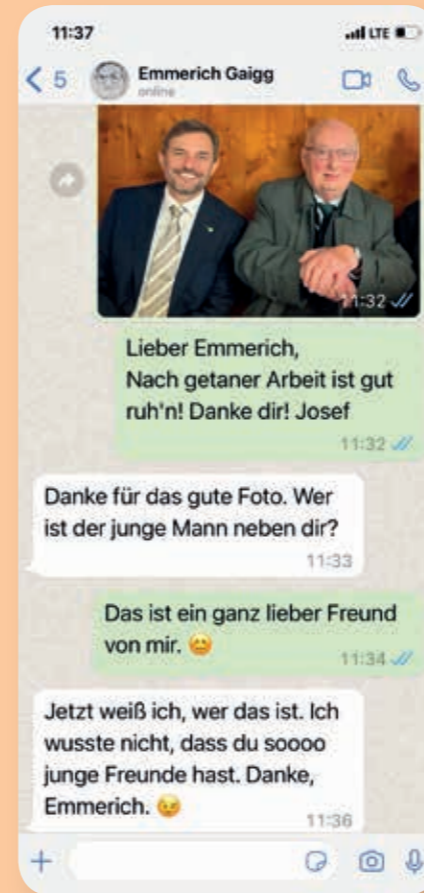 11:37
LTE
5
Emmerich Gaigg
online
11:32
Lieber Emmerich,
Nach getaner Arbeit ist gut
ruh'n! Danke dir! Josef
11:32
Danke für das gute Foto. Wer
ist der junge Mann neben dir?
11:33
Das ist ein ganz lieber Freund
von mir. 😊
11:34
Jetzt weiß ich, wer das ist. Ich
wusste nicht, dass du soooo
junge Freunde hast. Danke,
Emmerich. 😉
11:36